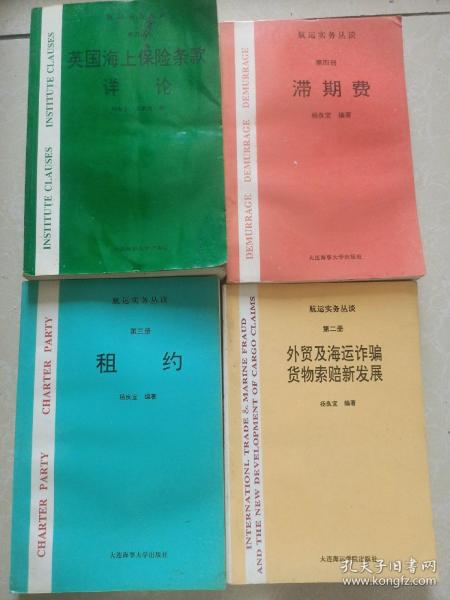 英国海上保险条款
详 论
INSTITUTE CLAUSES INSTITUTE CLAUSES
航运实务丛谈
第四册
滞期费
杨良宜 编著
大连海事大学出版社
DEMURRAGE DEMURRAGE DEMURRAGE
航运实务丛谈
第三册
租 约
杨良宜 编著
大连海事大学出版社
CHARTER PARTY CHARTER PARTY CHARTER PARTY
航运实务丛谈
第二册
外贸及海运诈骗
货物索赔新发展
杨良宜 编著
大连海运学院出版社
INTERNATIONL TRADE & MARINE FRAUD
AND THE NEW DEVELOPMENT OF CARGO CLAIMS
孔夫子旧书网
www.kongfz.com